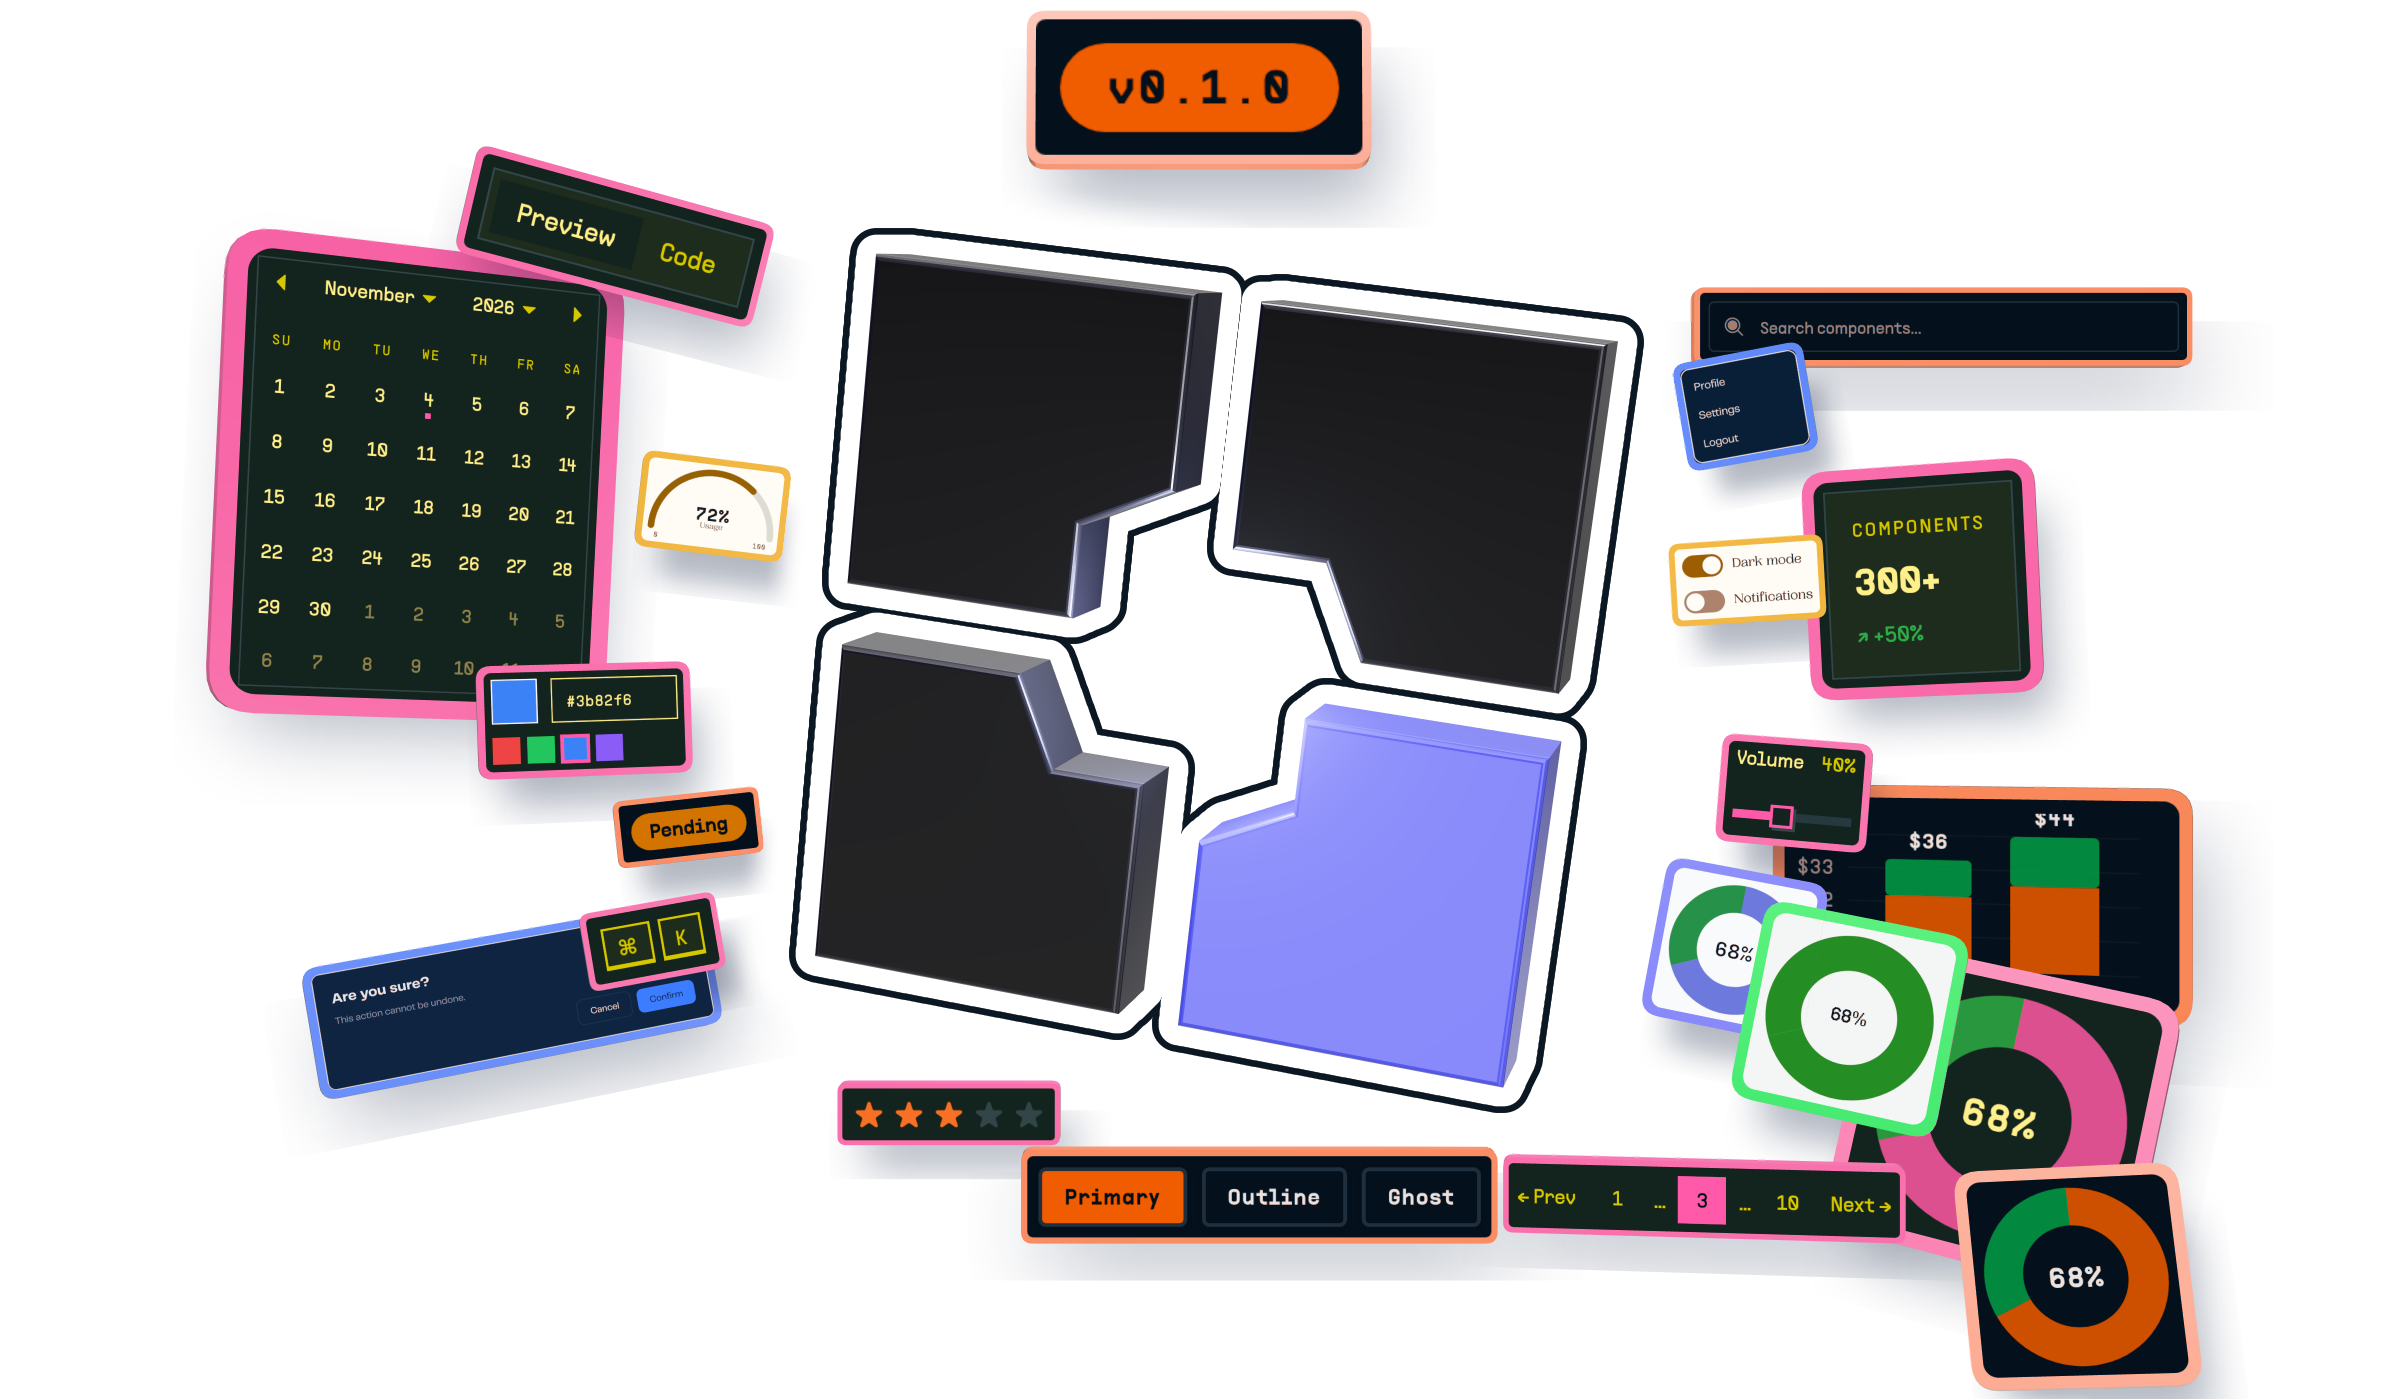 v0.1.0
Preview Code
November 2026
SU MO TU WE TH FR SA
1 2 3 4 5 6 7
8 9 10 11 12 13 14
15 16 17 18 19 20 21
22 23 24 25 26 27 28
29 30 1 2 3 4 5
6 7 8 9 10
72%
Usage
0 100
#3b82f6
Pending
⌘ K
Are you sure?
This action cannot be undone.
Cancel Confirm
Search components...
Profile
Settings
Logout
COMPONENTS
300+
↗ +50%
Dark mode
Notifications
Volume 40%
$44
$36
$33
68%
68%
68%
68%
Primary Outline Ghost
← Prev 1 … 3 … 10 Next →